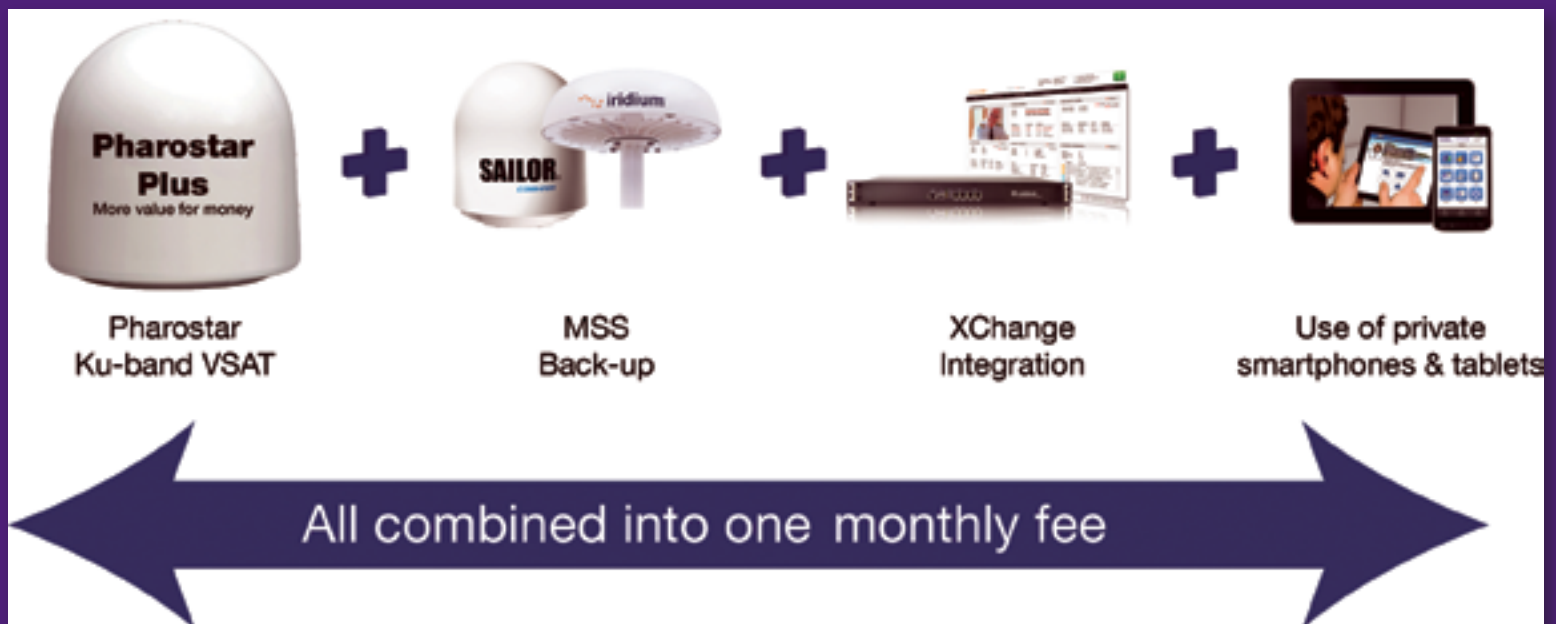 Pharostar
Plus
More value for money
SAILOR
iridium
Pharostar
Ku-band VSAT
MSS
Back-up
XChange
Integration
Use of private
smartphones & tablets
All combined into one monthly fee